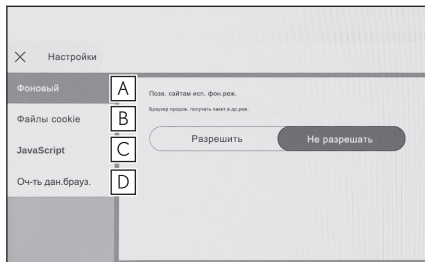 × Настройки
Фоновый A
Файлы cookie B
JavaScript C
Оч-ть дан.брауз. D
Позв. сайтам исп. фон.реж.
Браузер продож. получать пакет.в др.реж.
Разрешить Не разрешать